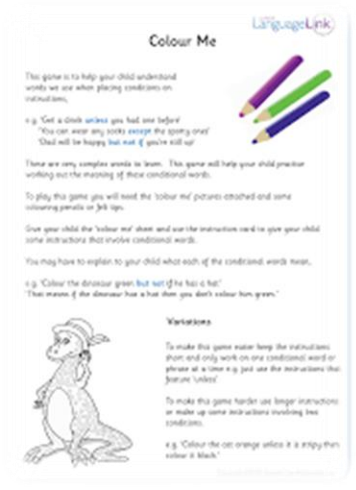 LanguageLink
Colour Me
This game is to help your child understand
words we use when placing conditions on
instructions,
e.g. 'Get a drink unless you had one before'
'You can wear any socks except the sporty ones'
'Dad will be happy but not if you're still up'
These are very complex words to learn. This game will help your child practise
working out the meaning of these conditional words.
To play this game you will need the 'colour me' pictures attached and some
colouring pencils or felt tips.
Give your child the 'colour me' sheet and use the instruction card to give your child
some instructions that involve conditional words.
You may have to explain to your child what each of the conditional words mean,
e.g. 'Colour the dinosaur green but not if he has a hat.'
'That means if the dinosaur has a hat then you don't colour him green.'
Variations
To make this game easier keep the instructions
short and only work on one conditional word or
phrase at a time e.g. just use the instructions that
feature 'unless'
To make this game harder use longer instructions
or make up some instructions involving two
conditions.
e.g. 'Colour the cat orange unless it is stripy then
colour it black.'